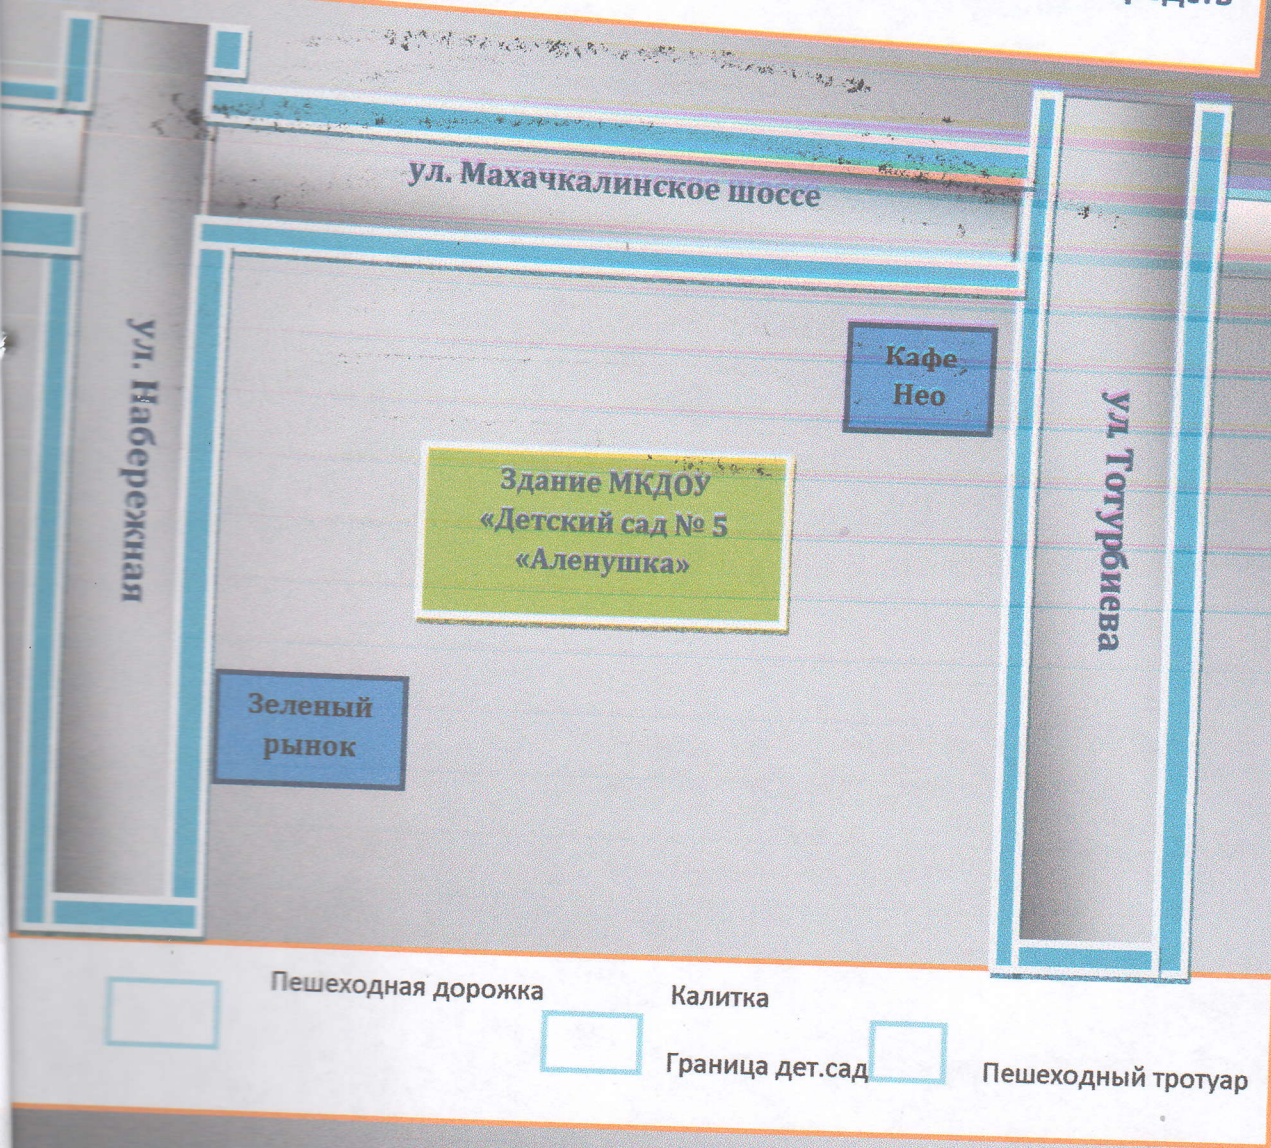 ул. Махачкалинское шоссе
Кафе
Нео
ул. Набережная
ул. Тотурбиева
Здание МКДОУ
«Детский сад № 5
«Аленушка»
Зеленый
рынок
Пешеходная дорожка
Калитка
Граница дет.сад
Пешеходный тротуар